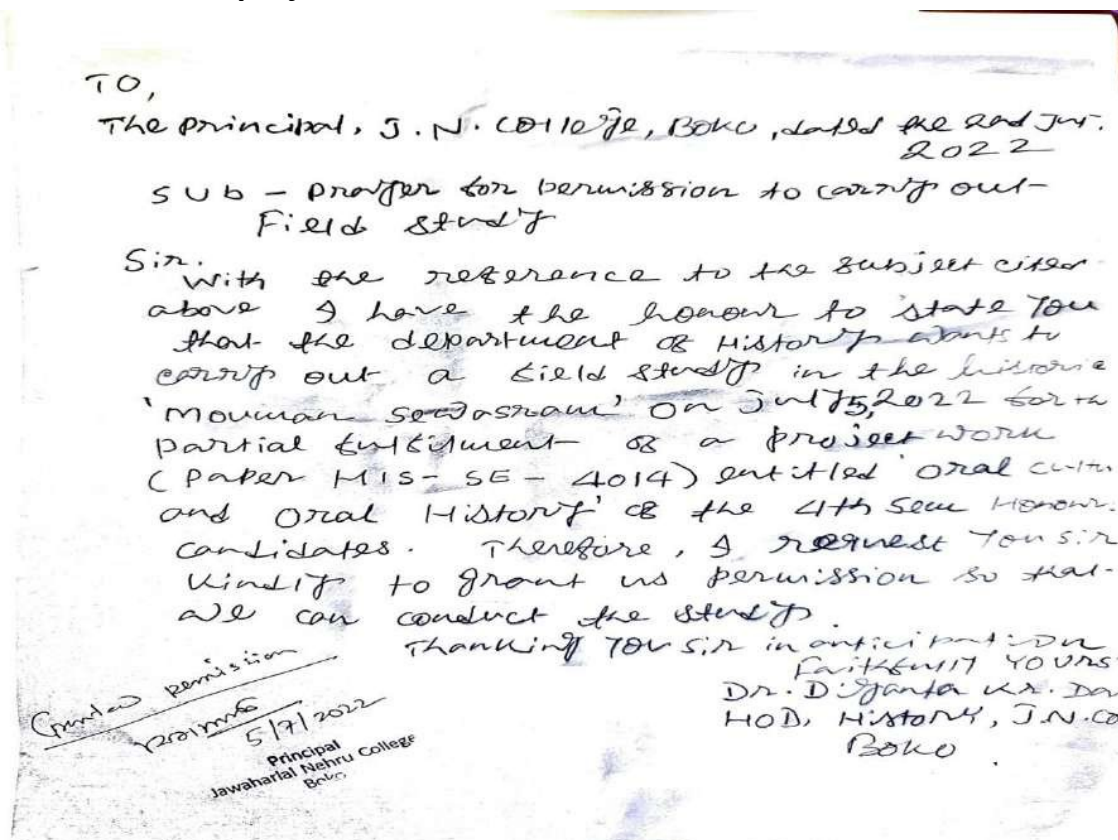 TO,
The Principal, J. N. College, Boko, dated the 2nd
2022
Sub - Prayer for permission to carry out
Field study
Sir.
With the reference to the subject cited
above I have the honour to state you
that the department of History wants to
carry out a field study in the historic
'Mouman Sevasram' on July 5, 2022 for
partial fulfilment of a project work
(Paper HIS-SE-4014) entitled 'oral
and Oral History' of the 4th Sem Honour
candidates. Therefore, I request you sir
kindly to grant us permission so that
we can conduct the study.
Thanking you sir in anticipation
Faithfully YOURS
Dr. Diganta Kr. Da
HOD, History, J.N.CO
Boko
Granted permission
5/7/2022
Principal
Jawaharlal Nehru College
Boko